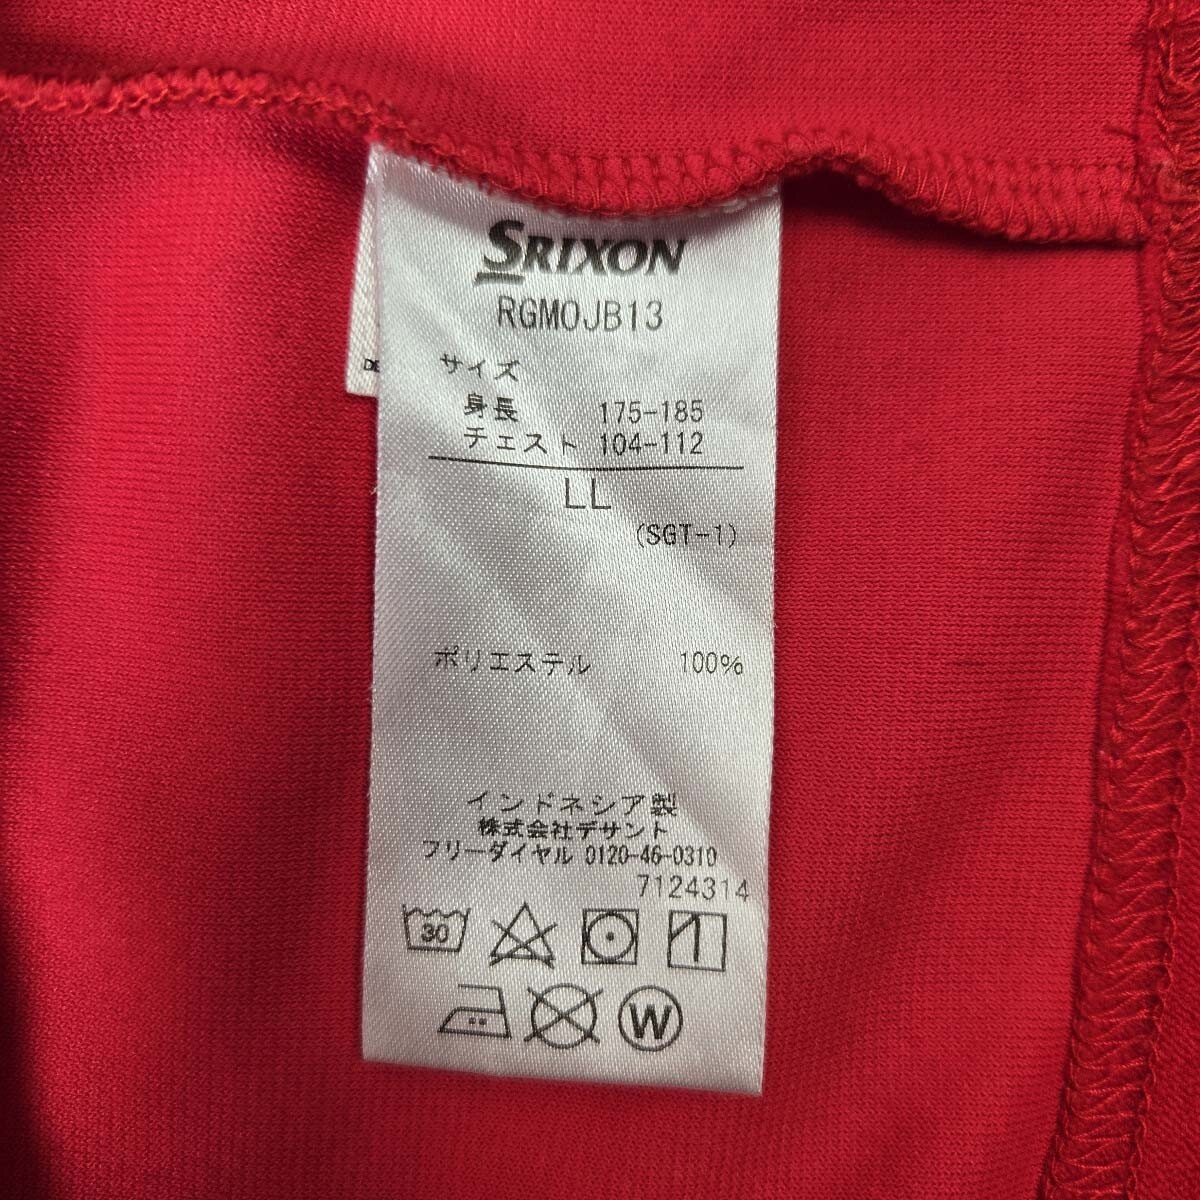 SRIXON
RGM0JB13
サイズ
身長 175-185
チェスト 104-112
LL
(SGT-1)
ポリエステル 100%
インドネシア製
株式会社デサント
フリーダイヤル 0120-46-0310
7124314
30
W